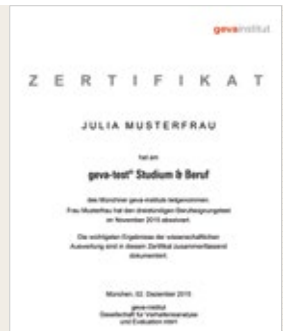 gevainstitut
ZERTIFIKAT
JULIA MUSTERFRAU
hat am
geva-test® Studium & Beruf
des Münchner geva-instituts teilgenommen.
Frau Musterfrau hat den dreistündigen Berufseignungstest
im November 2015 absolviert.
Die wichtigsten Ergebnisse der wissenschaftlichen
Auswertung sind in diesem Zertifikat zusammenfassend
dokumentiert.
München, 02. Dezember 2015
geva-institut
Gesellschaft für Verhaltensanalyse
und Evaluation mbH